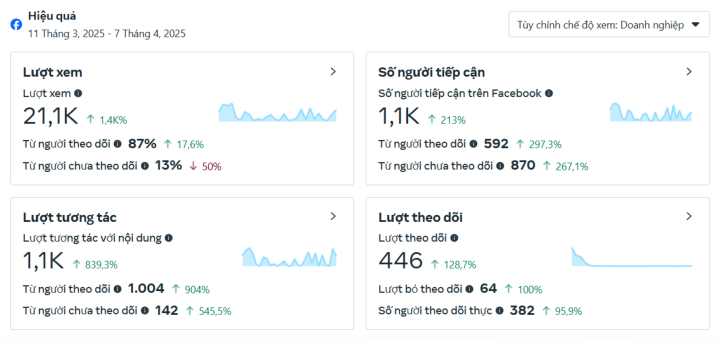 Hiệu quả
11 Tháng 3, 2025 - 7 Tháng 4, 2025
Tùy chỉnh chế độ xem: Doanh nghiệp
Lượt xem
Lượt xem
21,1K 1,4K%
Từ người theo dõi 87% 17,6%
Từ người chưa theo dõi 13% 50%
Số người tiếp cận
Số người tiếp cận trên Facebook
1,1K 213%
Từ người theo dõi 592 297,3%
Từ người chưa theo dõi 870 267,1%
Lượt tương tác
Lượt tương tác với nội dung
1,1K 839,3%
Từ người theo dõi 1.004 904%
Từ người chưa theo dõi 142 545,5%
Lượt theo dõi
Lượt theo dõi
446 128,7%
Lượt bỏ theo dõi 64 100%
Số người theo dõi thực 382 95,9%